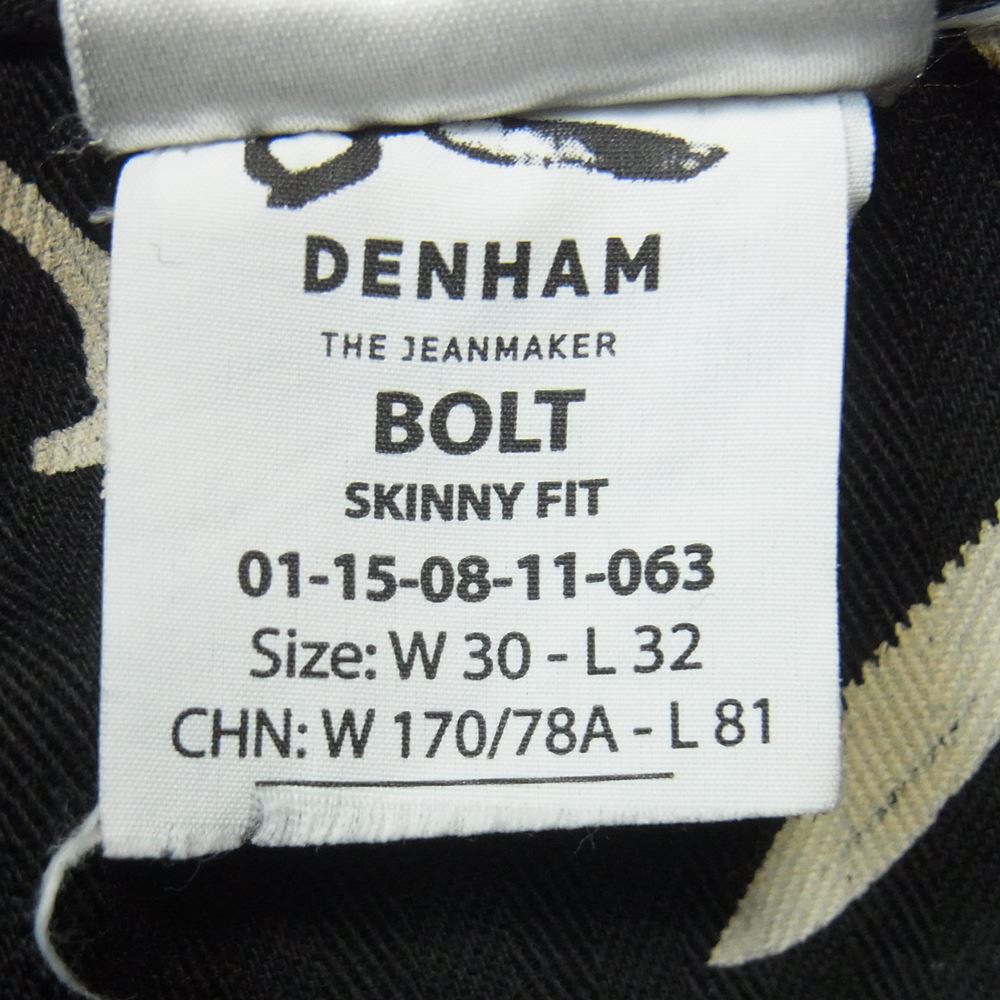 DENHAM
THE JEANMAKER
BOLT
SKINNY FIT
01-15-08-11-063
Size: W 30 - L 32
CHN: W 170/78A - L 81